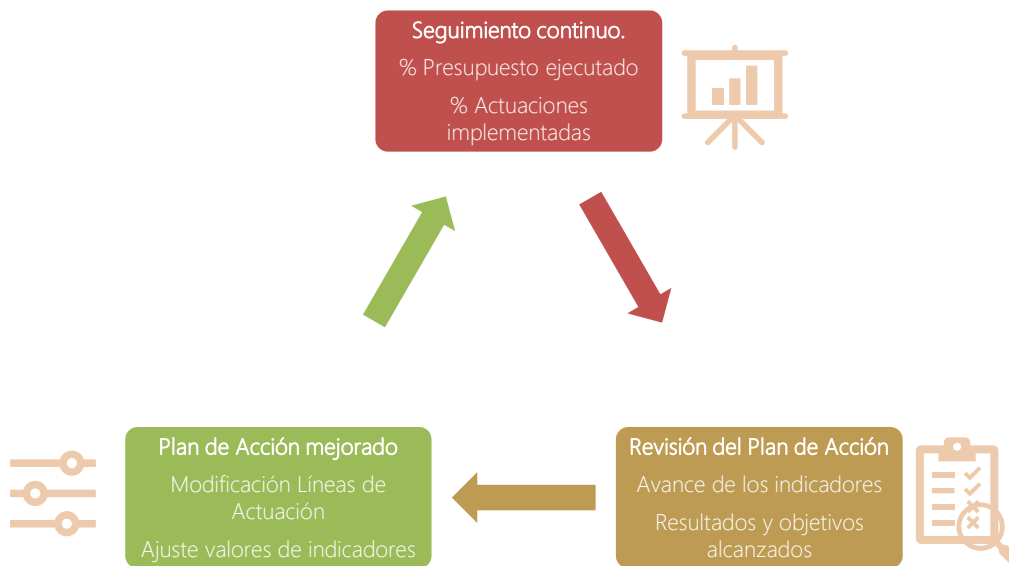 Seguimiento continuo.
% Presupuesto ejecutado
% Actuaciones
implementadas
Plan de Acción mejorado
Modificación Líneas de
Actuación
Ajuste valores de indicadores
Revisión del Plan de Acción
Avance de los indicadores
Resultados y objetivos
alcanzados